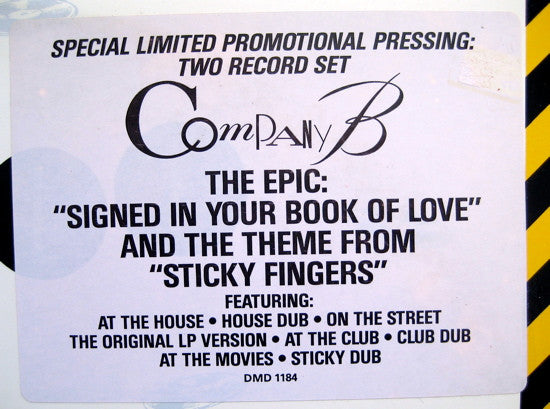 SPECIAL LIMITED PROMOTIONAL PRESSING:
TWO RECORD SET
COMPANY B
THE EPIC:
“SIGNED IN YOUR BOOK OF LOVE”
AND THE THEME FROM
“STICKY FINGERS”
FEATURING:
AT THE HOUSE • HOUSE DUB • ON THE STREET
THE ORIGINAL LP VERSION • AT THE CLUB • CLUB DUB
AT THE MOVIES • STICKY DUB
DMD 1184